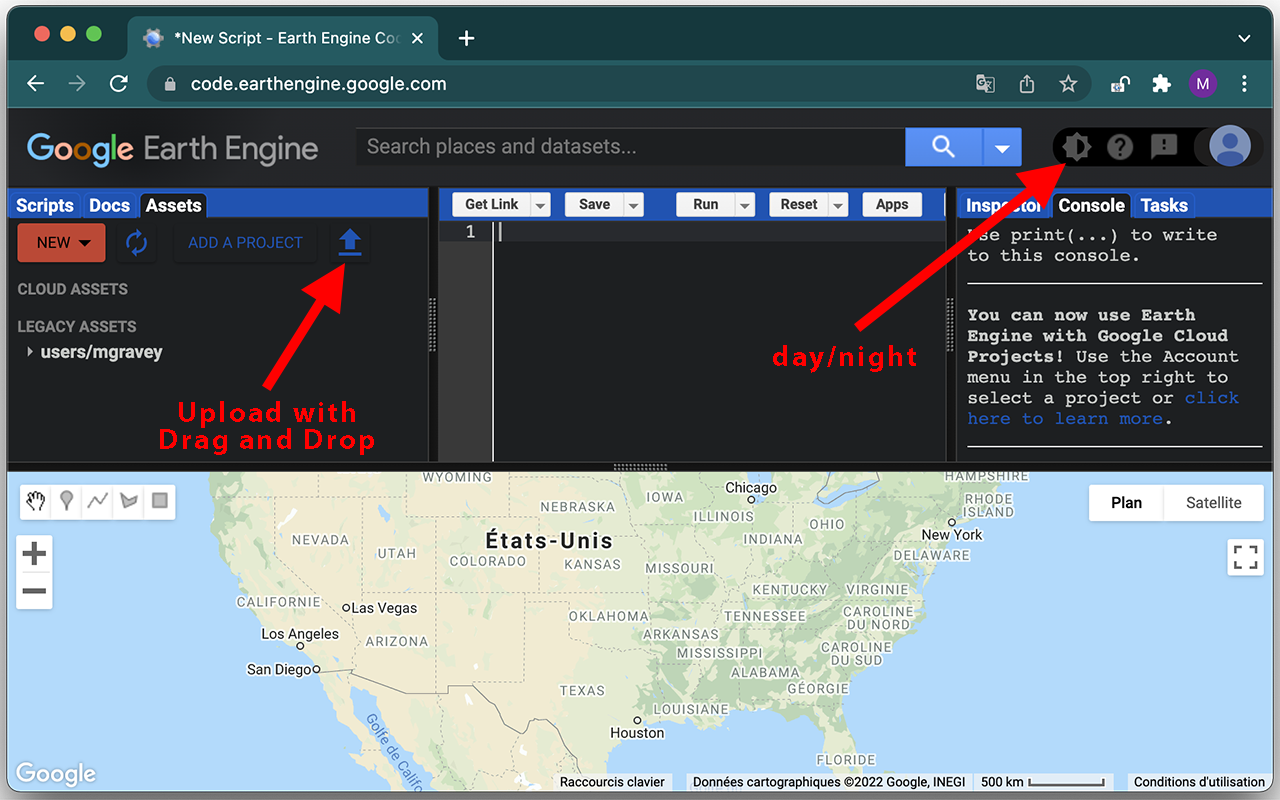 *New Script - Earth Engine Co
code.earthengine.google.com
M
Google Earth Engine
Search places and datasets...
Scripts Docs Assets
Get Link Save Run Reset Apps
Inspector Console Tasks
NEW ADD A PROJECT
1
CLOUD ASSETS
LEGACY ASSETS
users/mgravey
Use print(...) to write
to this console.
You can now use Earth
Engine with Google Cloud
Projects! Use the Account
menu in the top right to
select a project or click
here to learn more.
day/night
Upload with
Drag and Drop
Plan Satellite
WYOMING
HAMPSHIRE
Chicago
IOWA
RHODE
ISLAND
NEBRASKA
ILLINOIS
OHIO
New York
NEVADA
États-Unis
INDIANA
UTAH
DELAWARE
COLORADO
KANSAS
MISSOURI
KENTUCKY
VIRGINIE
CALIFORNIE
Las Vegas
OKLAHOMA
TENNESSEE
CAROLINE
DU NORD
Los Angeles
ARIZONA
ARKANSAS
MISSISSIPPI
CAROLINE
DU SUD
San Diego
ALABAMA
TEXAS
GÉORGIE
LOUISIANE
Golfe de Califo
Houston
FLORIDE
Google
Raccourcis clavier
Données cartographiques ©2022 Google, INEGI
500 km
Conditions d'utilisation